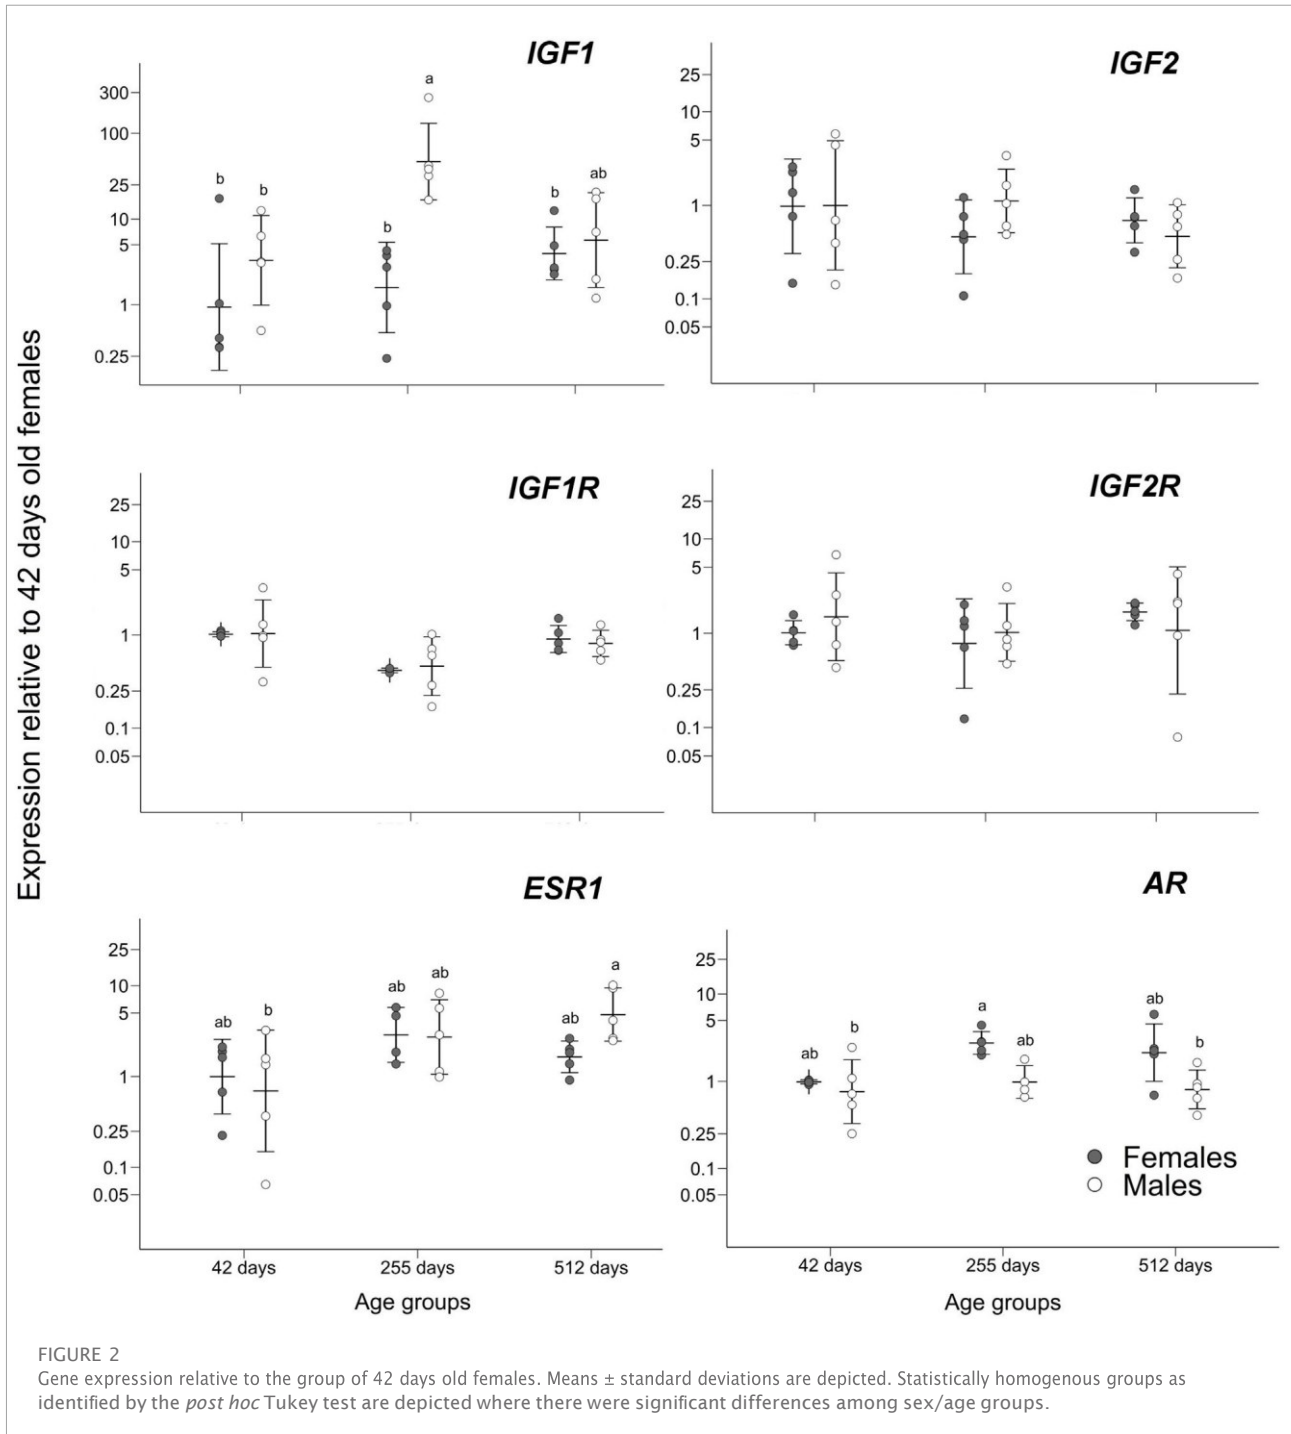 Expression relative to 42 days old females
IGF1
300
100
25
10
5
1
0.25
b
b
b
a
b
ab
IGF2
25
10
5
1
0.25
0.1
0.05
IGF1R
25
10
5
1
0.25
0.1
0.05
IGF2R
25
10
5
1
0.25
0.1
0.05
ESR1
25
10
5
1
0.25
0.1
0.05
ab
b
ab
ab
ab
a
42 days
255 days
512 days
Age groups
AR
25
10
5
1
0.25
0.1
0.05
ab
b
a
ab
ab
b
Females
Males
42 days
255 days
512 days
Age groups
FIGURE 2
Gene expression relative to the group of 42 days old females. Means ± standard deviations are depicted. Statistically homogenous groups as
identified by the post hoc Tukey test are depicted where there were significant differences among sex/age groups.